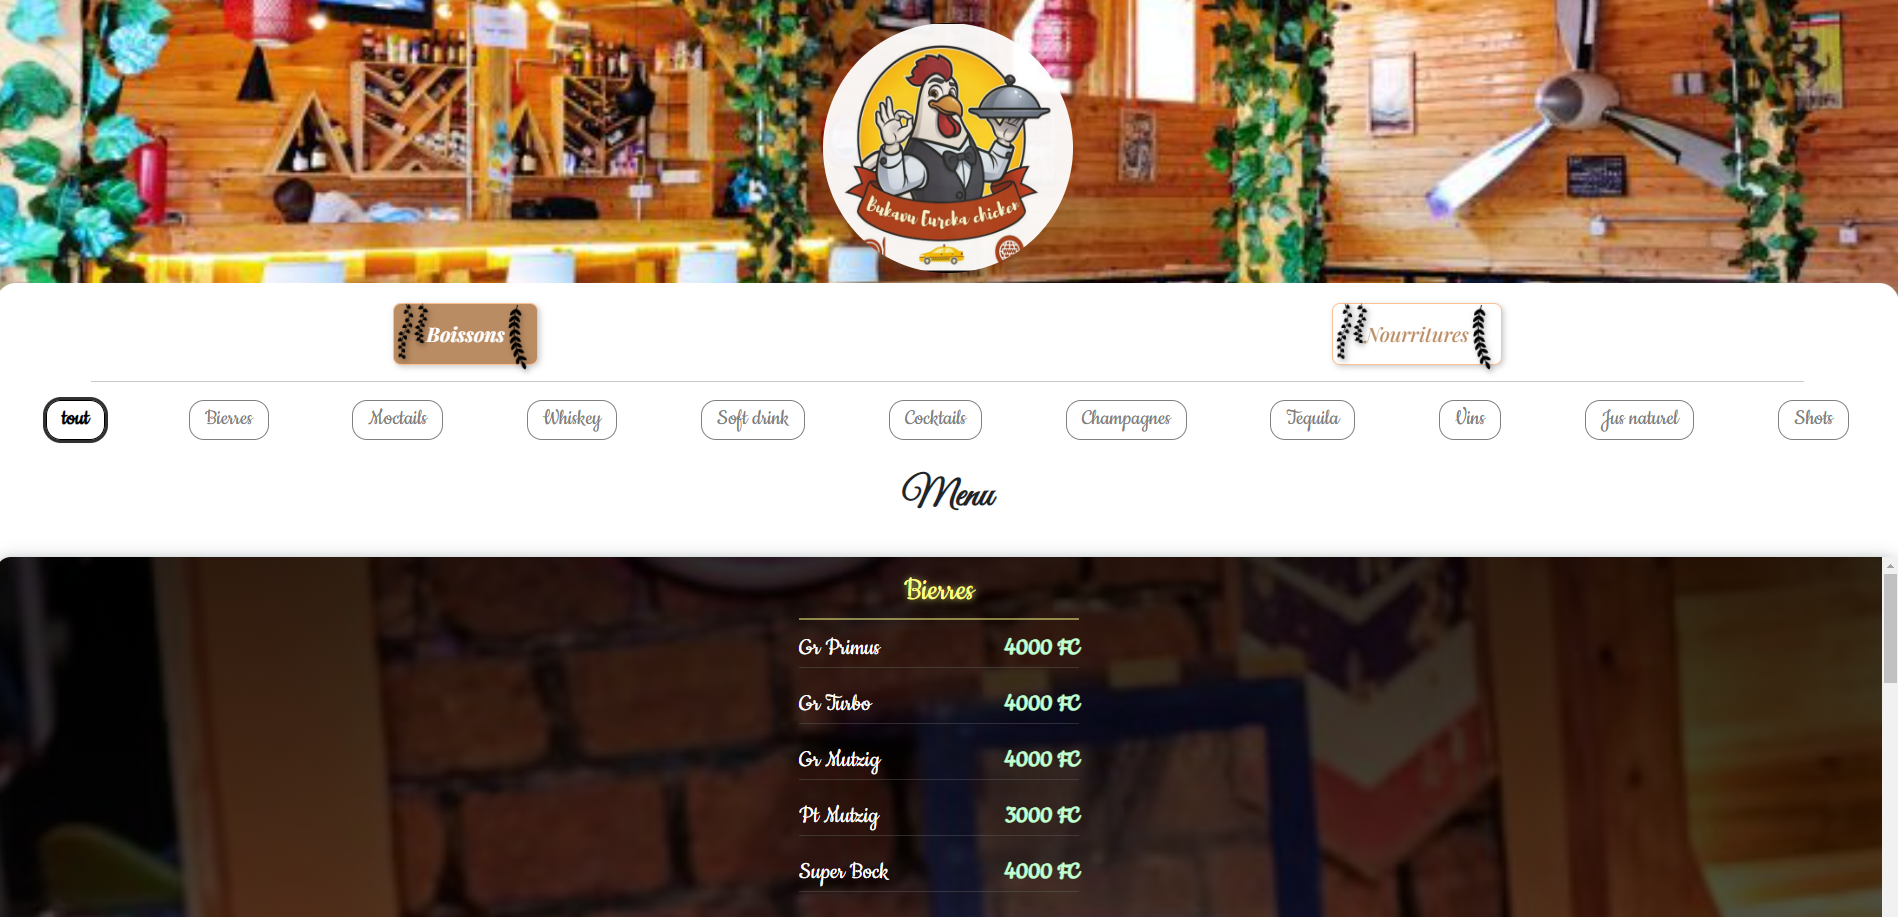 Bukavu Eureka chicken
Boissons
Nourritures
tout
Bierres
Moctails
Whiskey
Soft drink
Cocktails
Champagnes
Tequila
Vins
Jus naturel
Shots
Menu
Bierres
Gr Primus 4000 FC
Gr Turbo 4000 FC
Gr Mutzig 4000 FC
Pt Mutzig 3000 FC
Super Bock 4000 FC